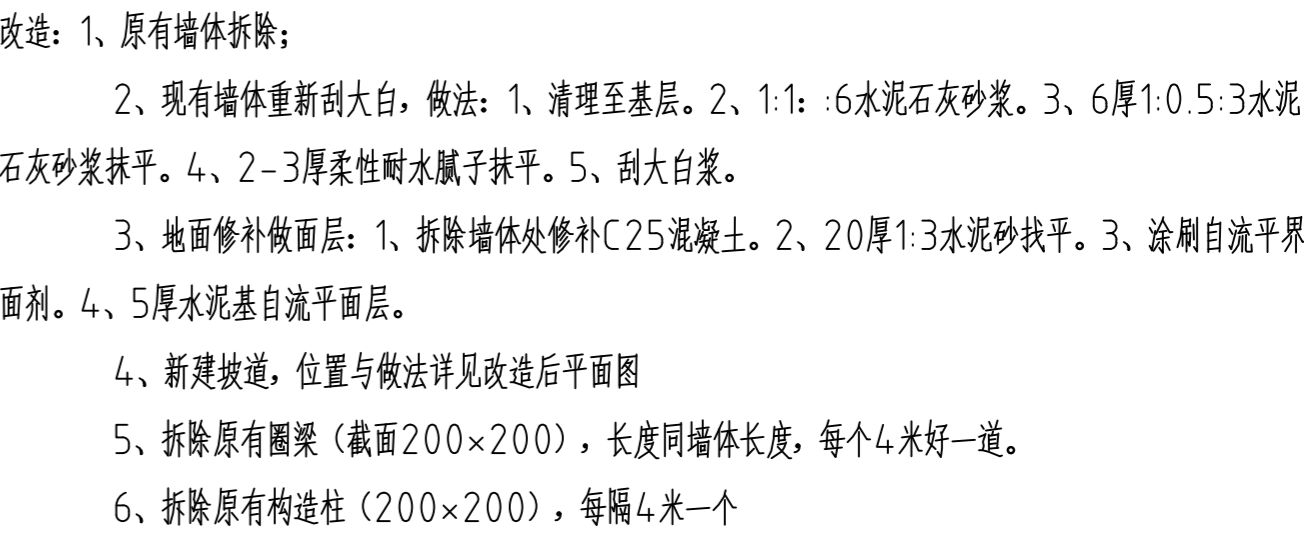 改造：1、原有墙体拆除；
2、现有墙体重新刮大白，做法：1、清理至基层。2、1:1：:6水泥石灰砂浆。3、6厚1:0.5:3水泥
石灰砂浆抹平。4、2-3厚柔性耐水腻子抹平。5、刮大白浆。
3、地面修补做面层：1、拆除墙体处修补C25混凝土。2、20厚1:3水泥砂找平。3、涂刷自流平界
面剂。4、5厚水泥基自流平面层。
4、新建坡道，位置与做法详见改造后平面图
5、拆除原有圈梁（截面200×200），长度同墙体长度，每个4米好一道。
6、拆除原有构造柱（200×200），每隔4米一个